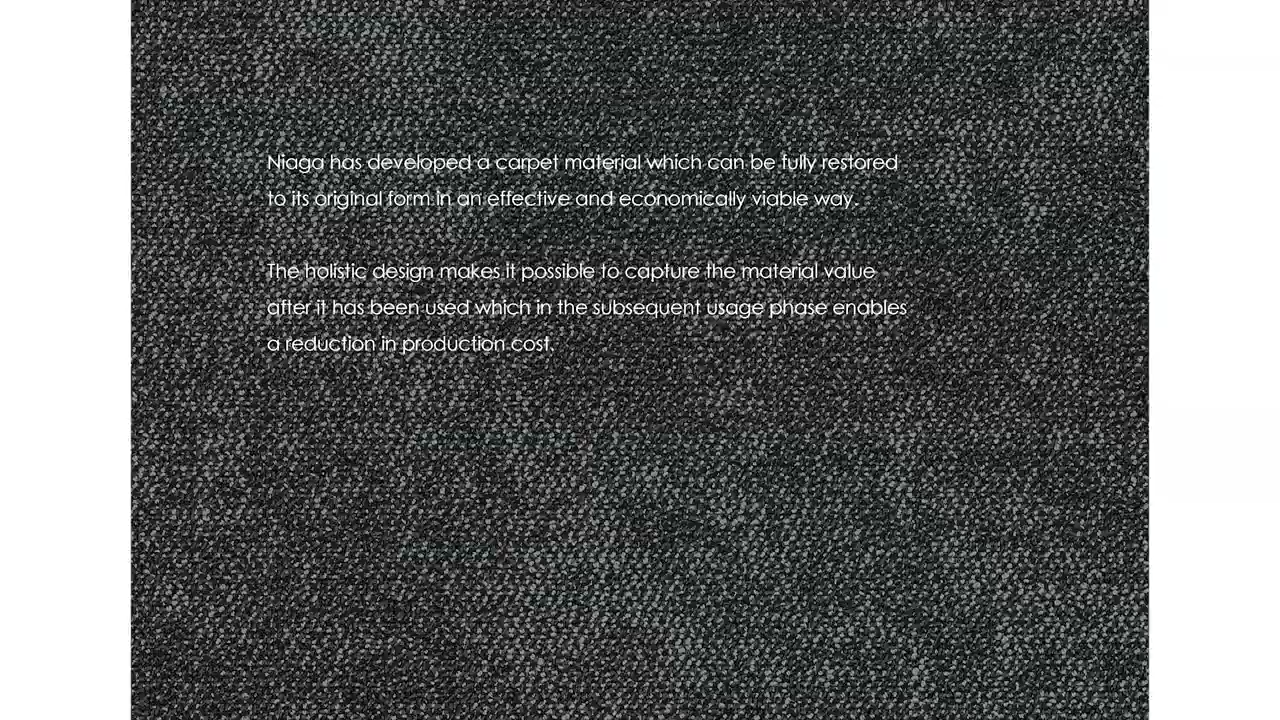 Niaga has developed a carpet material which can be fully restored
to its original form in an effective and economically viable way.
The holistic design makes it possible to capture the material value
after it has been used which in the subsequent usage phase enables
a reduction in production cost.